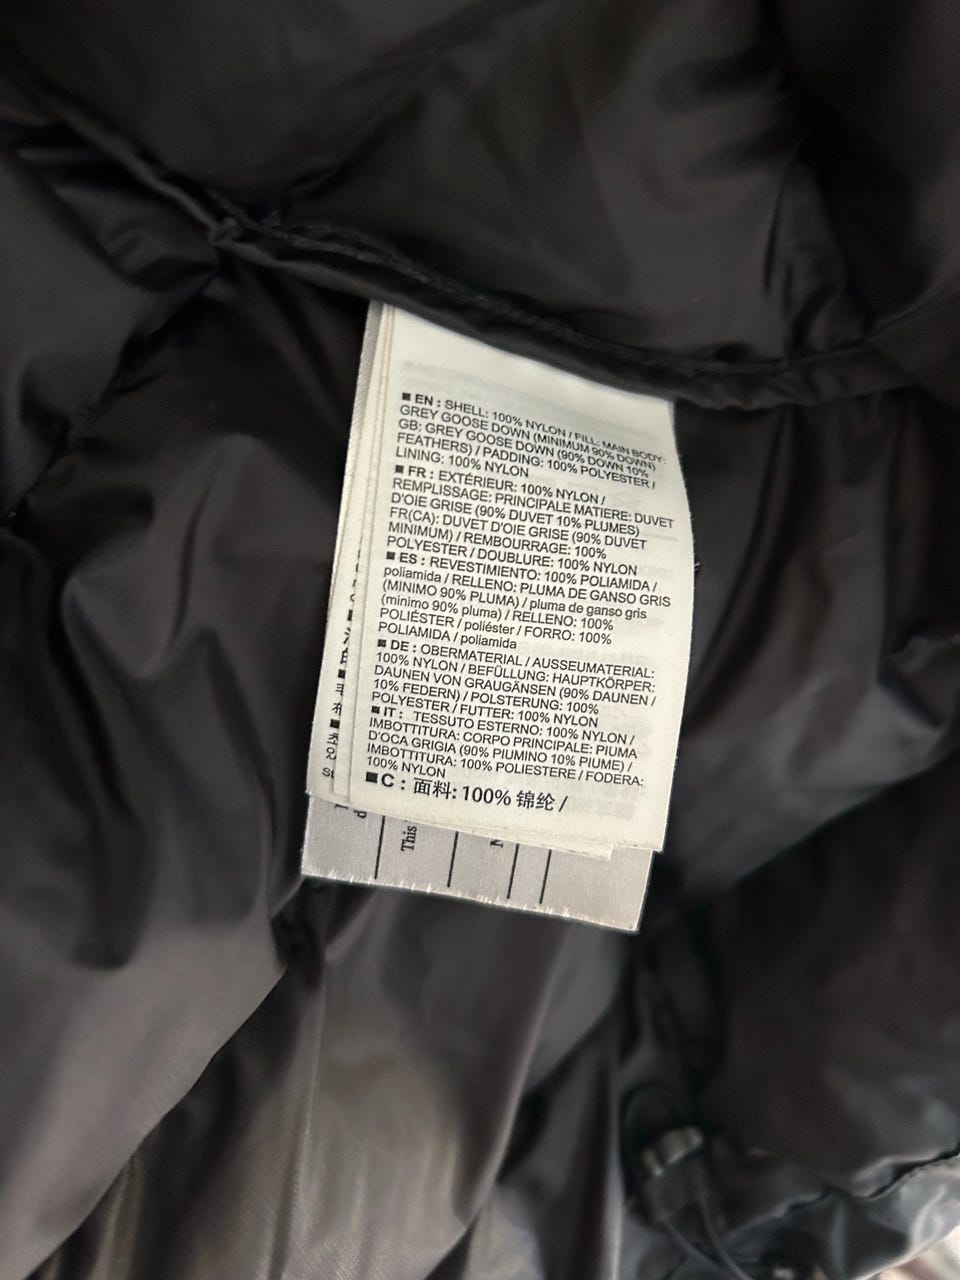 ■ EN : SHELL: 100% NYLON / FILL: MAIN BODY:
GREY GOOSE DOWN (MINIMUM 90% DOWN)
GB: GREY GOOSE DOWN (90% DOWN 10%
FEATHERS) / PADDING: 100% POLYESTER /
LINING: 100% NYLON
■ FR : EXTÉRIEUR: 100% NYLON /
REMPLISSAGE: PRINCIPALE MATIERE: DUVET
D'OIE GRISE (90% DUVET 10% PLUMES)
FR(CA): DUVET D'OIE GRISE (90% DUVET
MINIMUM) / REMBOURRAGE: 100%
POLYESTER / DOUBLURE: 100% NYLON
■ ES : REVESTIMIENTO: 100% POLIAMIDA /
poliamida / RELLENO: PLUMA DE GANSO GRIS
(MINIMO 90% PLUMA) / pluma de ganso gris
(minimo 90% pluma) / RELLENO: 100%
POLIÉSTER / poliéster / FORRO: 100%
POLIAMIDA / poliamida
■ DE : OBERMATERIAL / AUSSEUMATERIAL:
100% NYLON / BEFÜLLUNG: HAUPTKÖRPER:
DAUNEN VON GRAUGÄNSEN (90% DAUNEN /
10% FEDERN) / POLSTERUNG: 100%
POLYESTER / FUTTER: 100% NYLON
■ IT : TESSUTO ESTERNO: 100% NYLON /
IMBOTTITURA: CORPO PRINCIPALE: PIUMA
D'OCA GRIGIA (90% PIUMINO 10% PIUME) /
IMBOTTITURA: 100% POLIESTERE / FODERA:
100% NYLON
■ C : 面料: 100% 锦纶 /
This